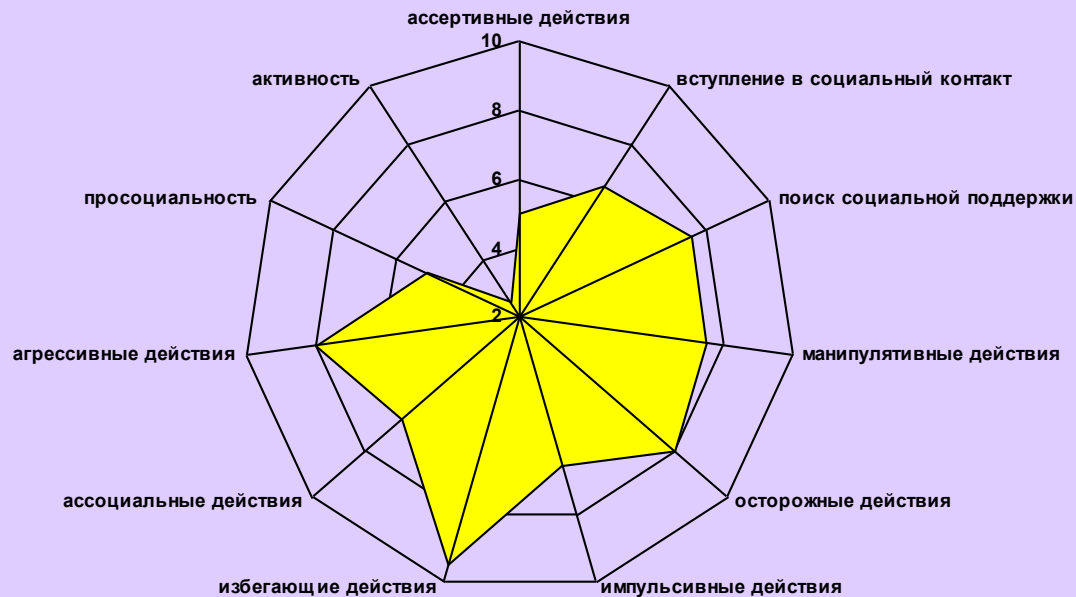 ассертивные действия
10
активность
вступление в социальный контакт
8
6
просоциальность
поиск социальной поддержки
4
2
агрессивные действия
манипулятивные действия
ассоциальные действия
осторожные действия
избегающие действия
импульсивные действия